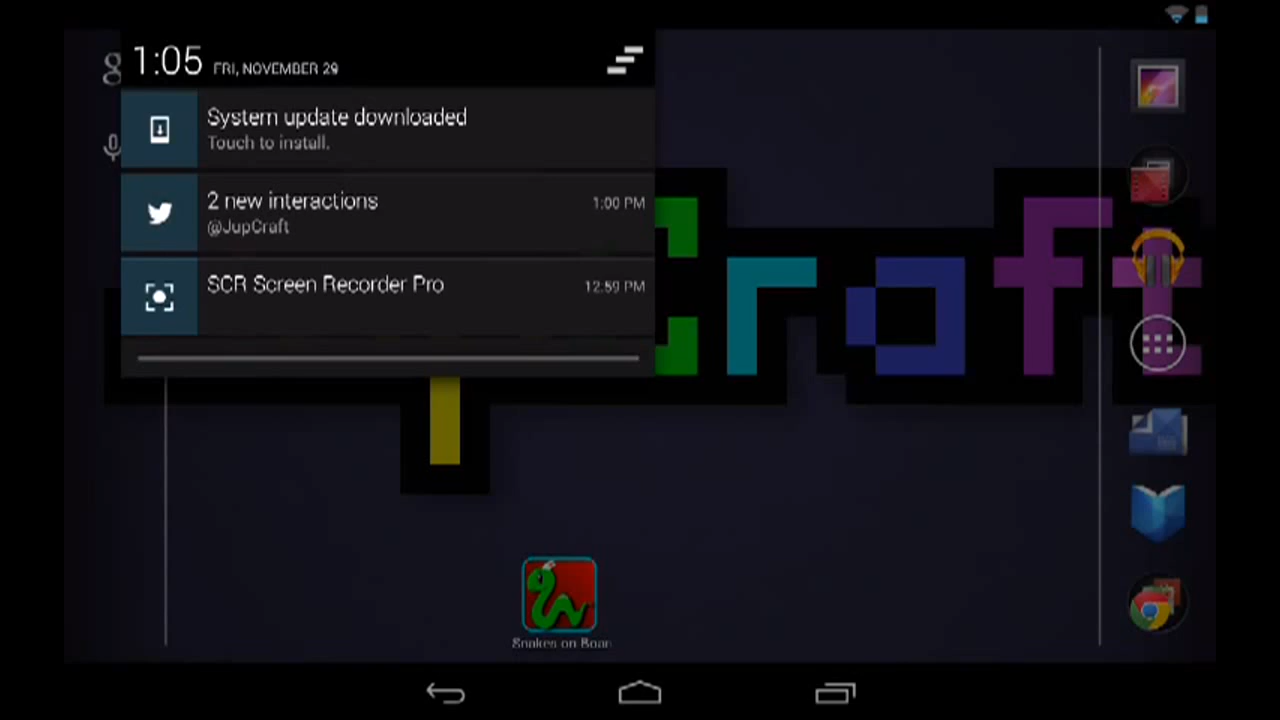 1:05 FRI, NOVEMBER 29
System update downloaded
Touch to install.
2 new interactions 1:00 PM
@JupCraft
SCR Screen Recorder Pro 12:59 PM
g
Craft
Snakes on Boar